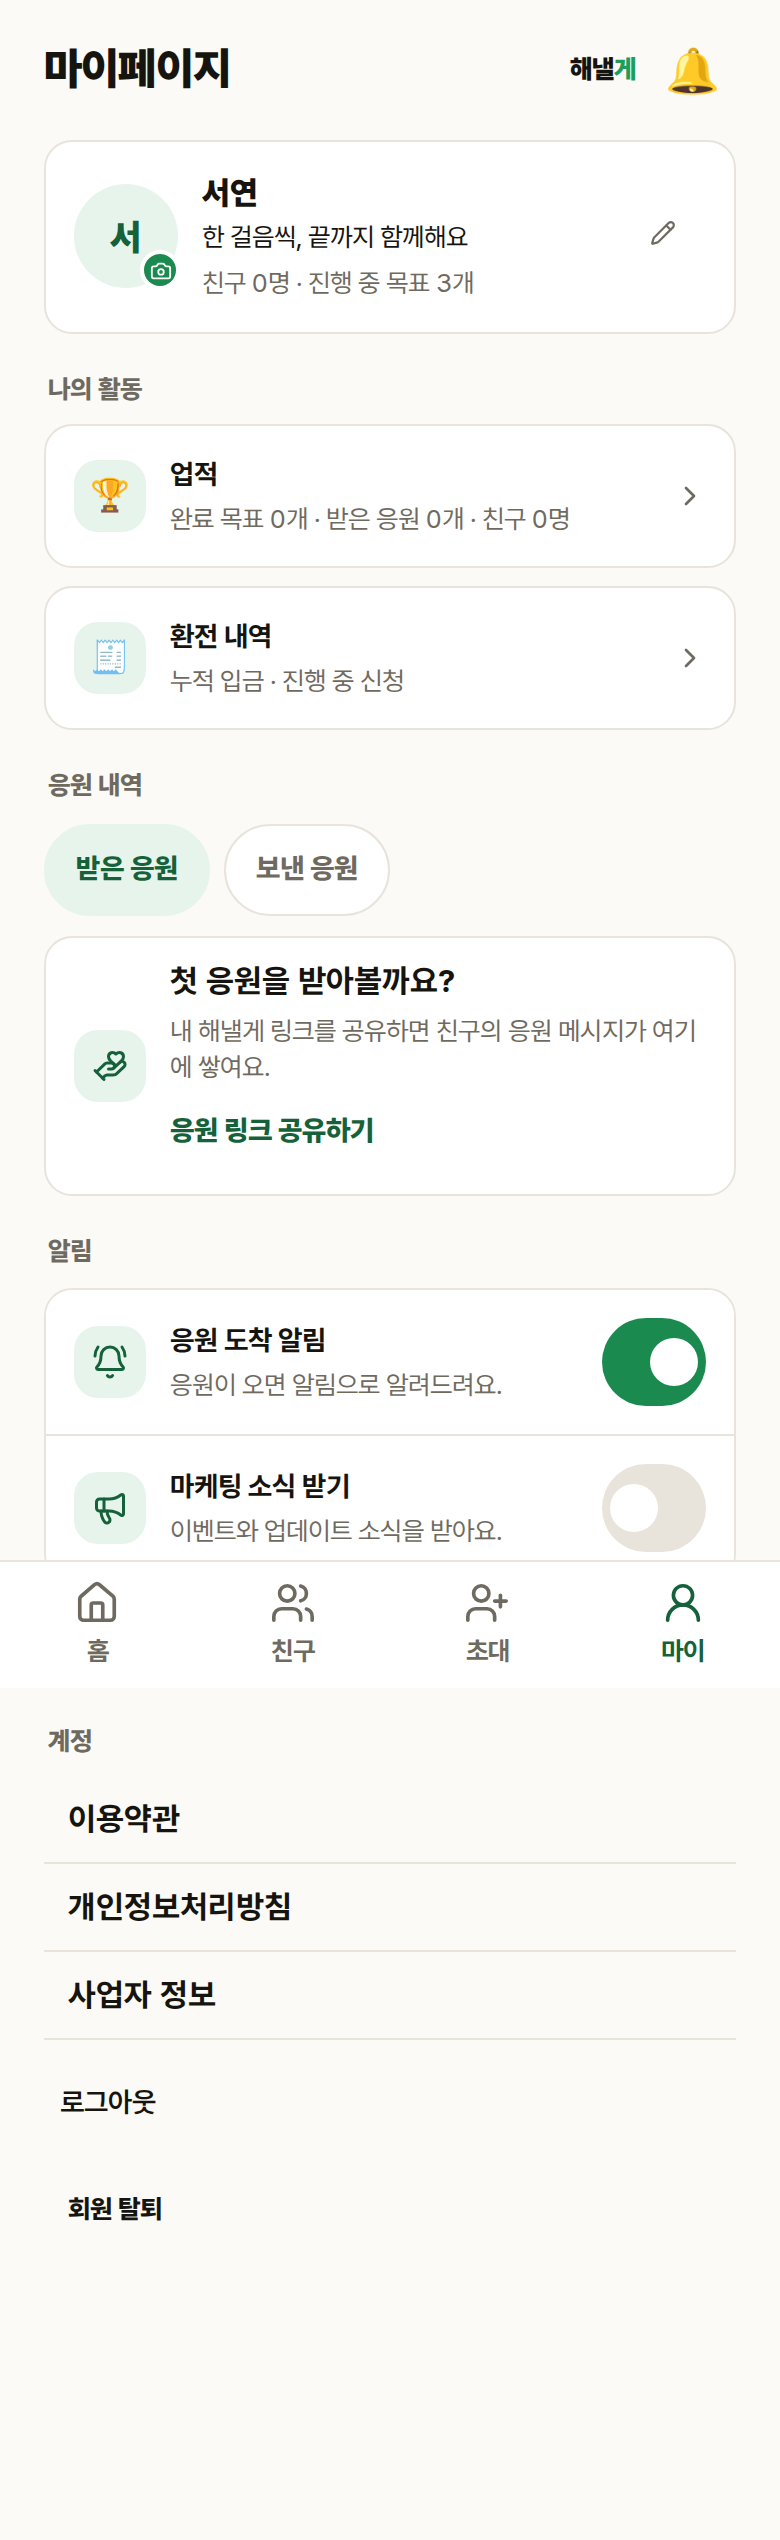 마이페이지
해낼게
서
서연
한 걸음씩, 끝까지 함께해요
친구 0명 · 진행 중 목표 3개
나의 활동
업적
완료 목표 0개 · 받은 응원 0개 · 친구 0명
환전 내역
누적 입금 · 진행 중 신청
응원 내역
받은 응원
보낸 응원
첫 응원을 받아볼까요?
내 해낼게 링크를 공유하면 친구의 응원 메시지가 여기
에 쌓여요.
응원 링크 공유하기
알림
응원 도착 알림
응원이 오면 알림으로 알려드려요.
마케팅 소식 받기
이벤트와 업데이트 소식을 받아요.
홈
친구
초대
마이
계정
이용약관
개인정보처리방침
사업자 정보
로그아웃
회원 탈퇴